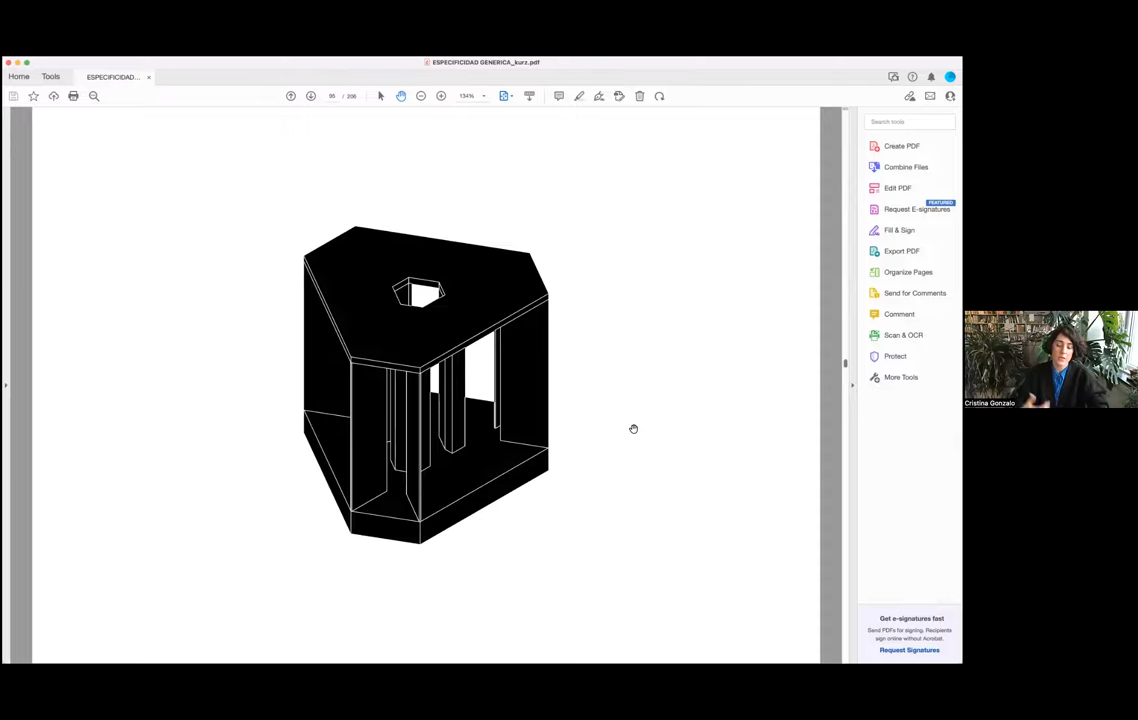 ESPECIFICIDAD GENERICA_kurz.pdf
Home
Tools
ESPECIFICIDAD...
95 / 206
134%
Search tools
Create PDF
Combine Files
Edit PDF
FEATURED
Request E-signatures
Fill & Sign
Export PDF
Organize Pages
Send for Comments
Comment
Scan & OCR
Protect
More Tools
Cristina Gonzalo
Get e-signatures fast
Send PDFs for signing. Recipients
sign online without Acrobat.
Request Signatures